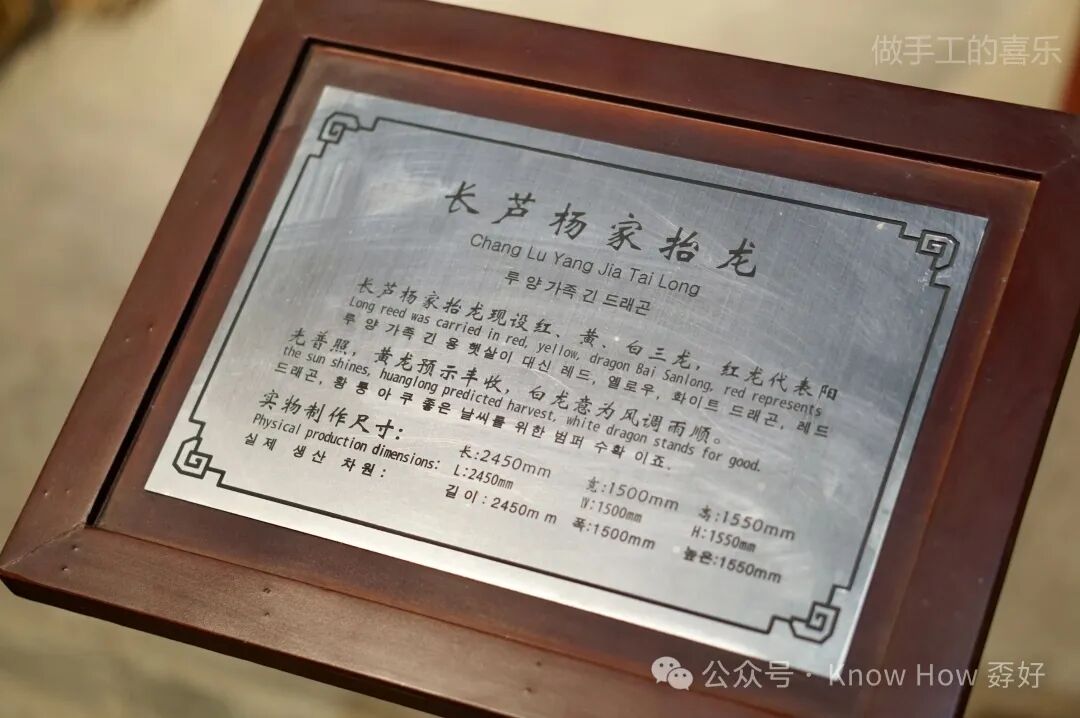 做手工的喜乐
长芦杨家抬龙
Chang Lu Yang Jia Tai Long
투 양 가족 긴 드래곤
长芦杨家抬龙现设红、黄、白三龙,红龙代表阳
Long reed was carried in red, yellow, dragon Bai Sanlong, red represents
투 양 가족 긴 용 햇살이 대신 레드, 옐로우, 화이트 드래곤, 레드
光普照,黄龙预示丰收,白龙意为风调雨顺。
the sun shines, huanglong predicted harvest, white dragon stands for good.
드래곤, 황 통 아 쿠 좋은 날씨를 위한 범퍼 수확 이죠.
实物制作尺寸: 长:2450mm 宽:1500mm 高:1550mm
Physical production dimensions: L:2450mm W:1500mm H:1550mm
실제 생산 차원: 길이:2450mm 폭:1500mm 높은:1550mm
公众号·Know How 孬好